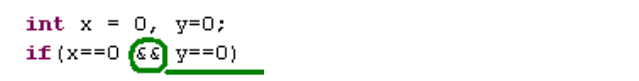 int x = 0, y=0;
if(x==0 && y==0)